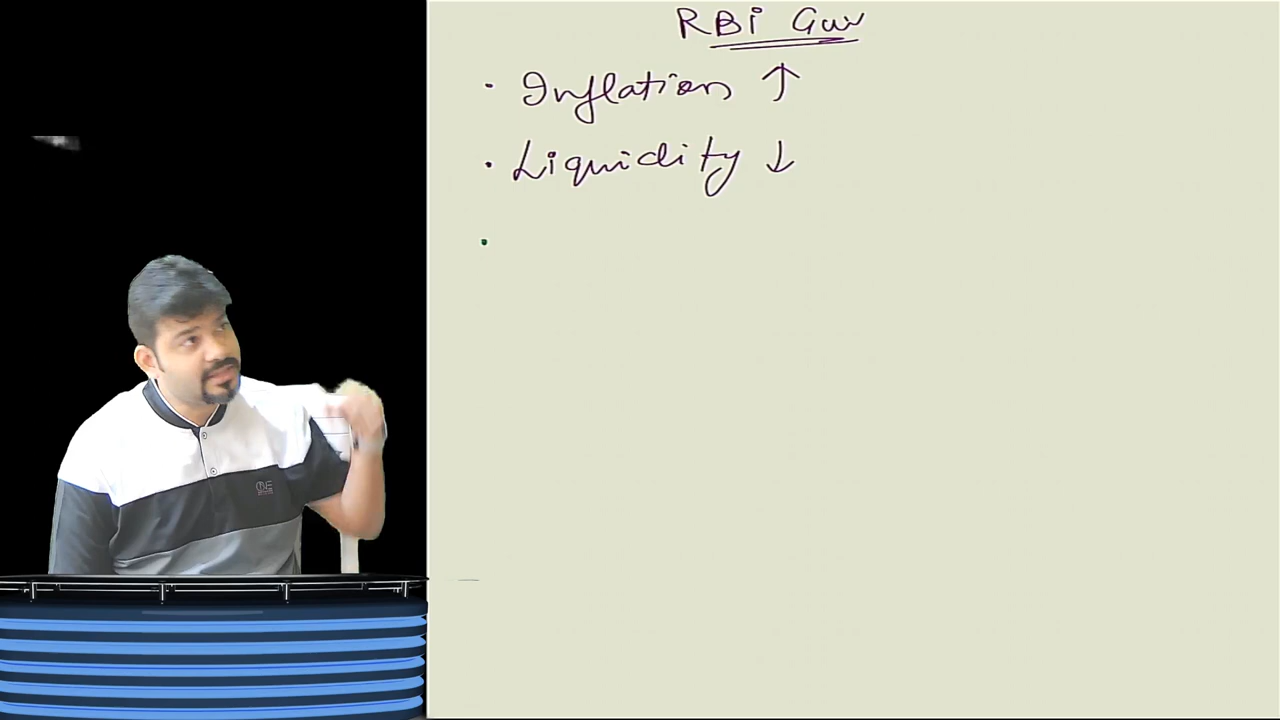 RBI Gov
• Inflation ↑
• Liquidity ↓
•